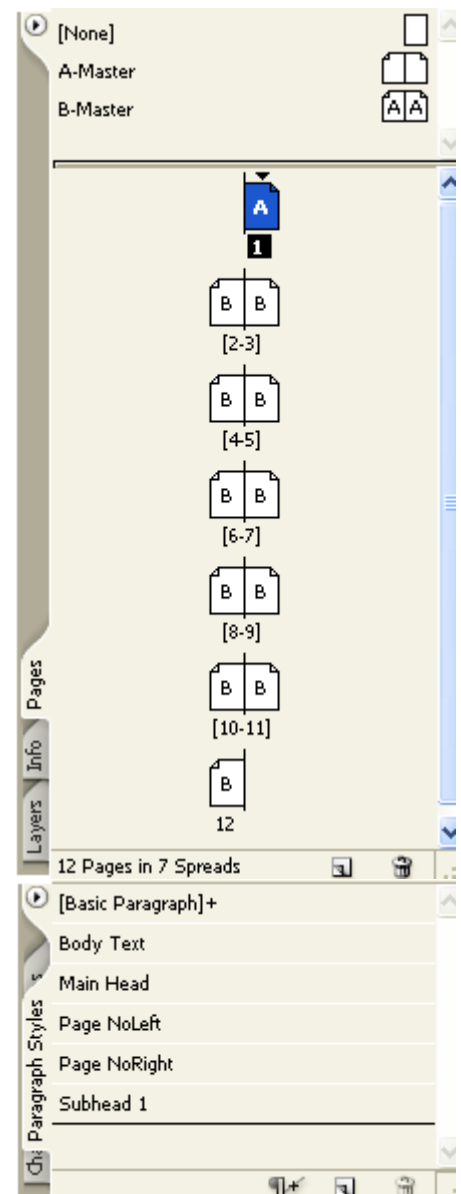 [None]
A-Master
B-Master
A A
A
1
B B
[2-3]
B B
[4-5]
B B
[6-7]
B B
[8-9]
B B
[10-11]
B
12
Pages
Info
Layers
12 Pages in 7 Spreads
[Basic Paragraph]+
Body Text
Main Head
Page NoLeft
Page NoRight
Subhead 1
Paragraph Styles
Cha